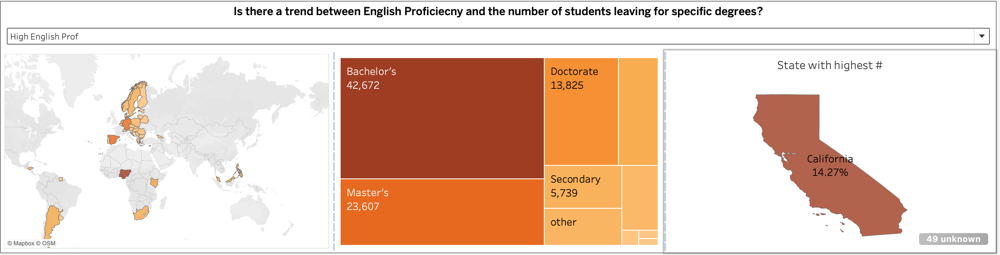 Is there a trend between English Proficiecny and the number of students leaving for specific degrees?
High English Prof
© Mapbox © OSM
Bachelor's
42,672
Master's
23,607
Doctorate
13,825
Secondary
5,739
other
State with highest #
California
14.27%
49 unknown